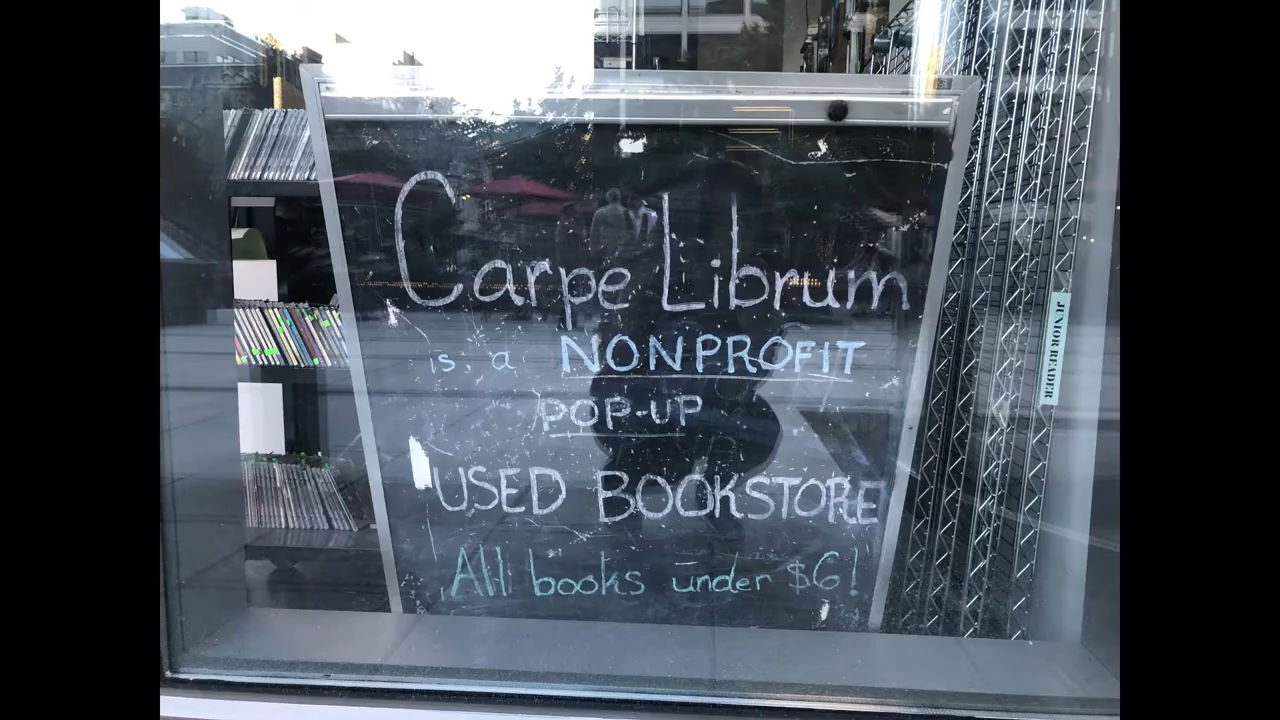 Carpe Librum
is a NONPROFIT
POP-UP
USED BOOKSTORE
All books under $6!
JUNIOR READER